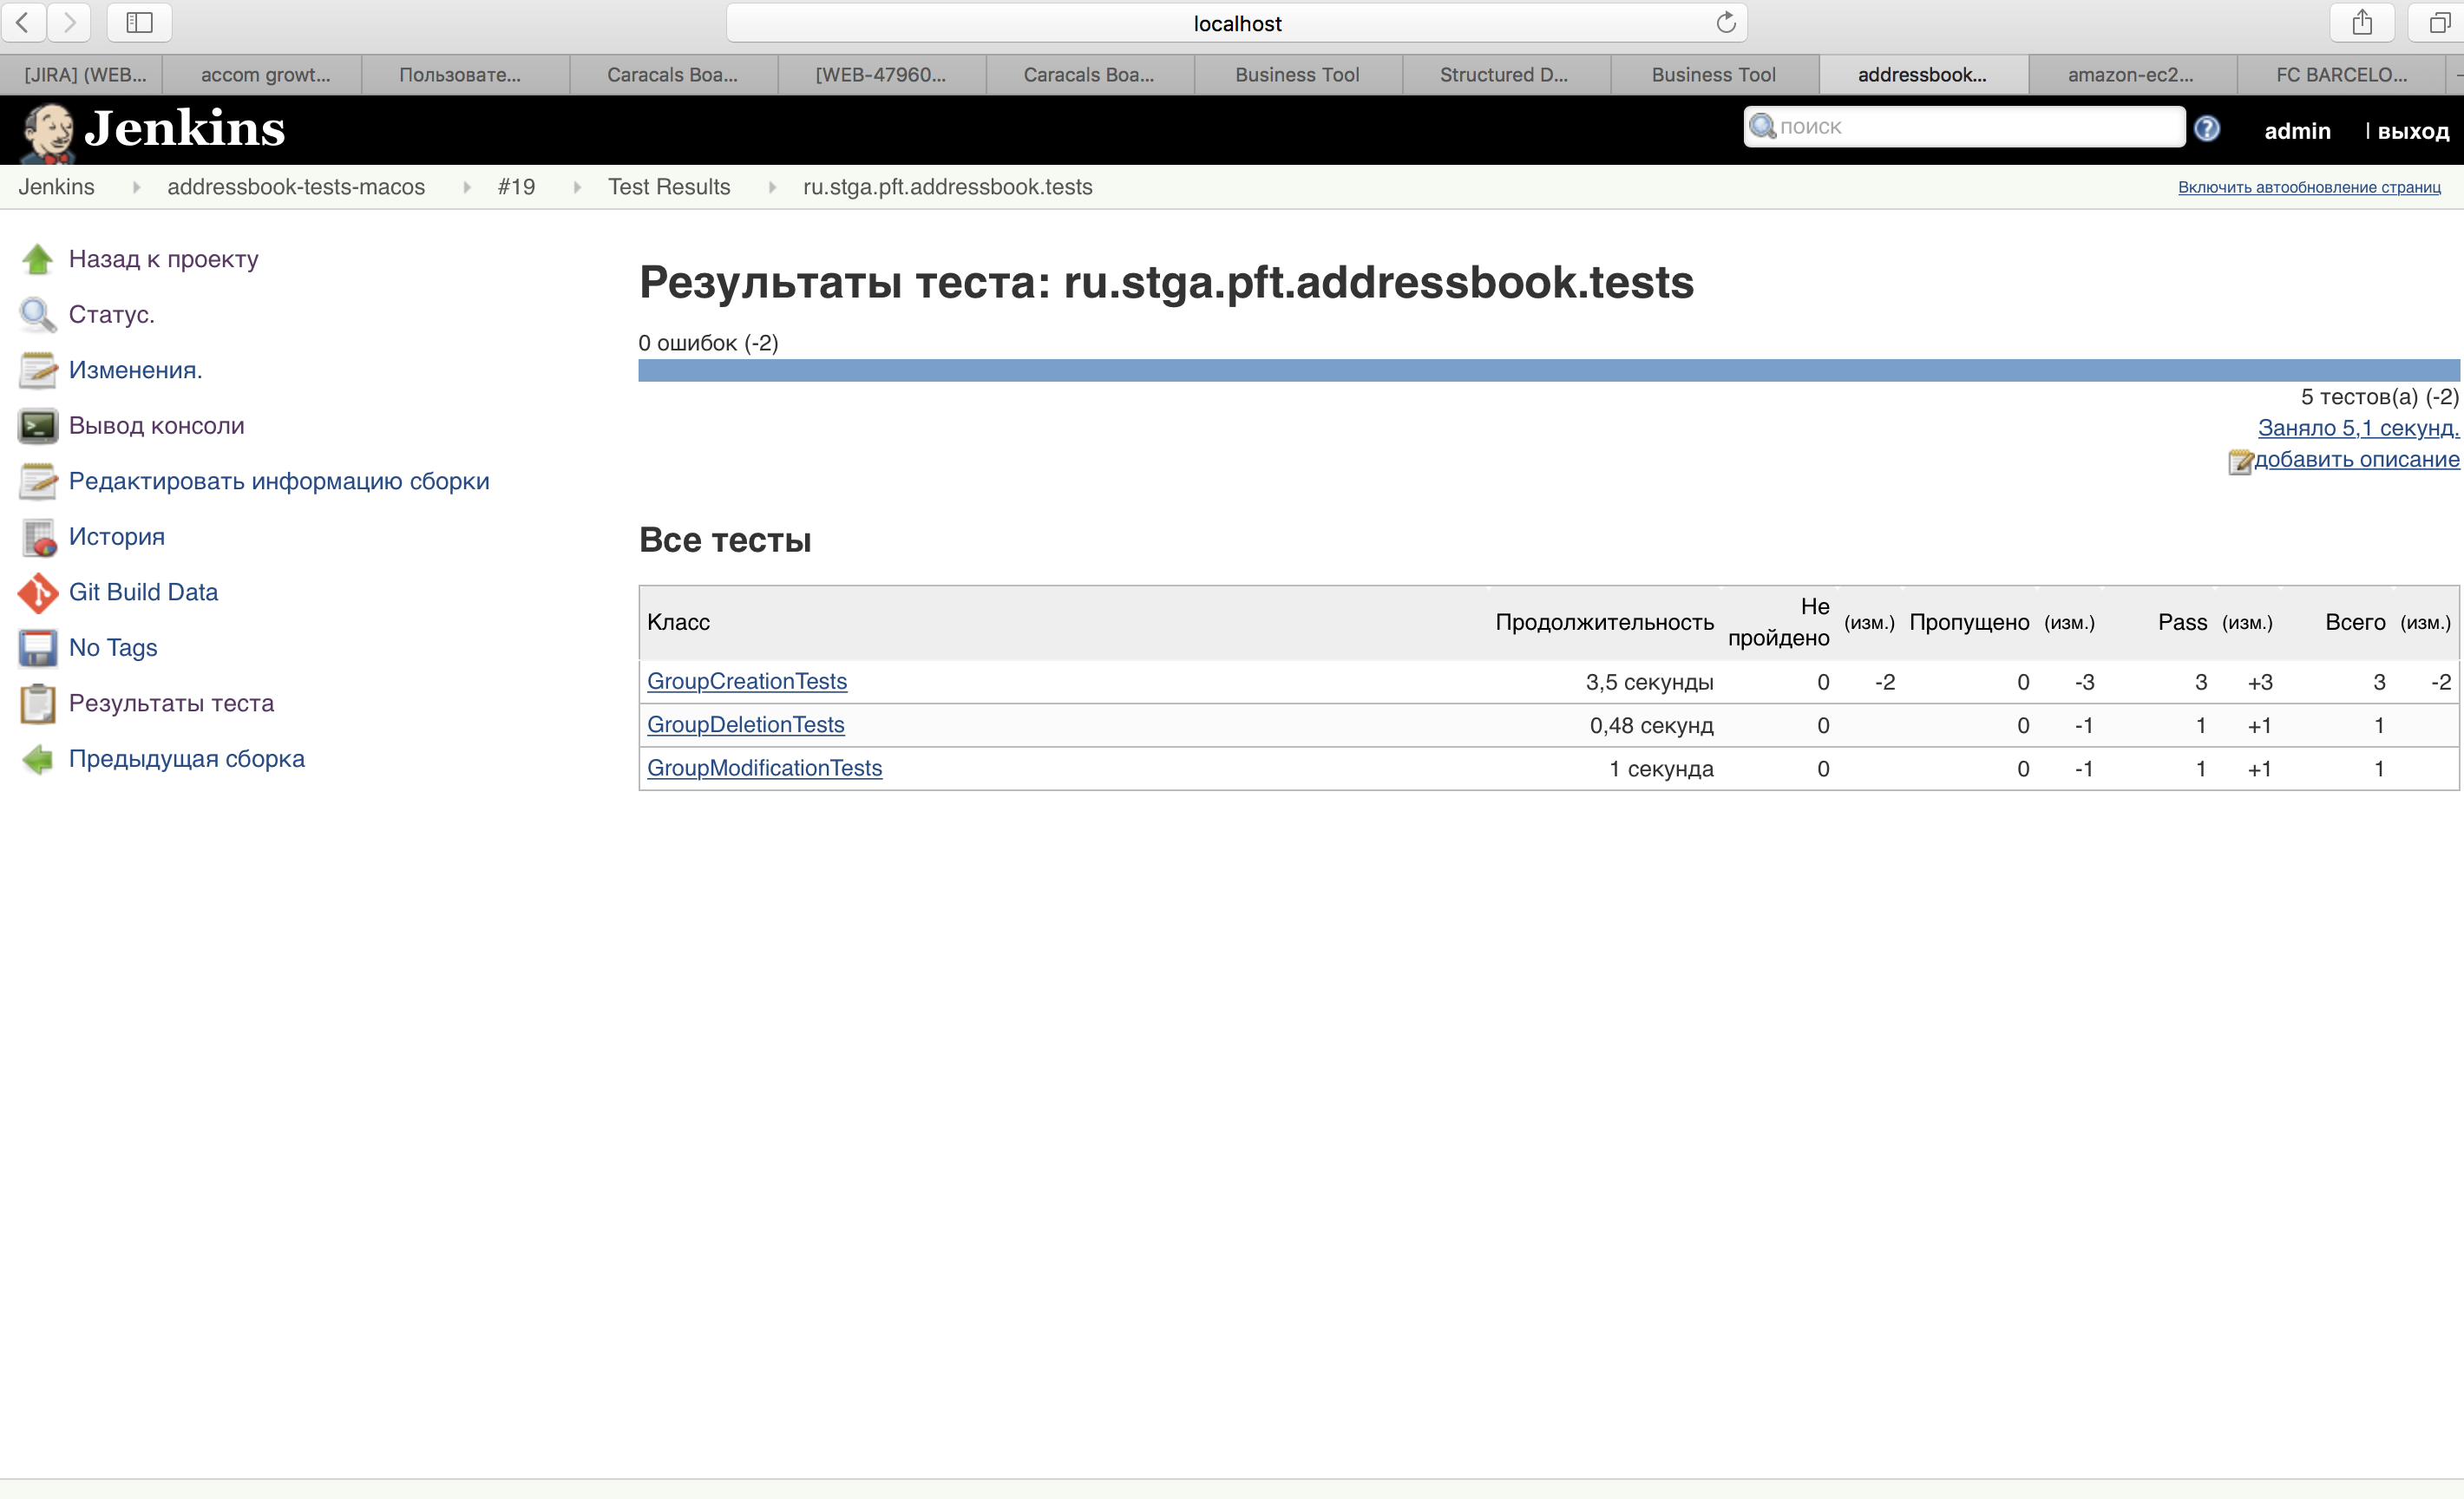 localhost
[JIRA] (WEB... accom growt... Пользовате... Caracals Boa... [WEB-47960... Caracals Boa... Business Tool Structured D... Business Tool addressbook... amazon-ec2... FC BARCELO...
Jenkins поиск admin | выход
Jenkins addressbook-tests-macos #19 Test Results ru.stga.pft.addressbook.tests Включить автообновление страниц
Назад к проекту
Статус.
Изменения.
Вывод консоли
Редактировать информацию сборки
История
Git Build Data
No Tags
Результаты теста
Предыдущая сборка
Результаты теста: ru.stga.pft.addressbook.tests
0 ошибок (-2)
5 тестов(а) (-2)
Заняло 5,1 секунд.
добавить описание
Все тесты
Класс Продолжительность Не пройдено (изм.) Пропущено (изм.) Pass (изм.) Всего (изм.)
GroupCreationTests 3,5 секунды 0 -2 0 -3 3 +3 3 -2
GroupDeletionTests 0,48 секунд 0 0 -1 1 +1 1
GroupModificationTests 1 секунда 0 0 -1 1 +1 1